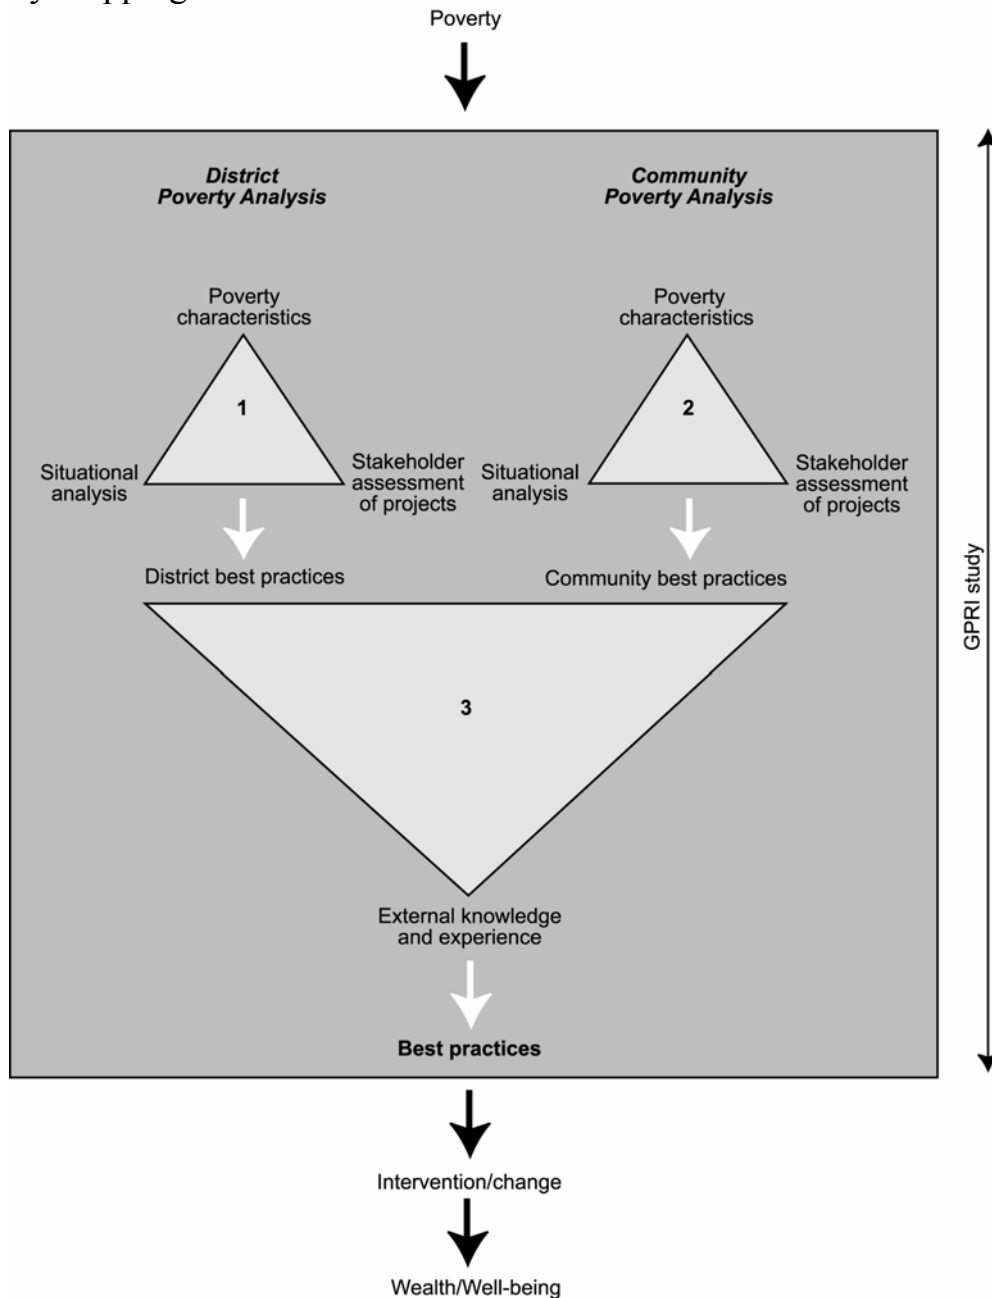 Poverty
District
Poverty Analysis
Community
Poverty Analysis
Poverty
characteristics
Poverty
characteristics
1
2
Situational
analysis
Stakeholder
assessment
of projects
Situational
analysis
Stakeholder
assessment
of projects
District best practices
Community best practices
3
GPRI study
External knowledge
and experience
Best practices
Intervention/change
Wealth/Well-being